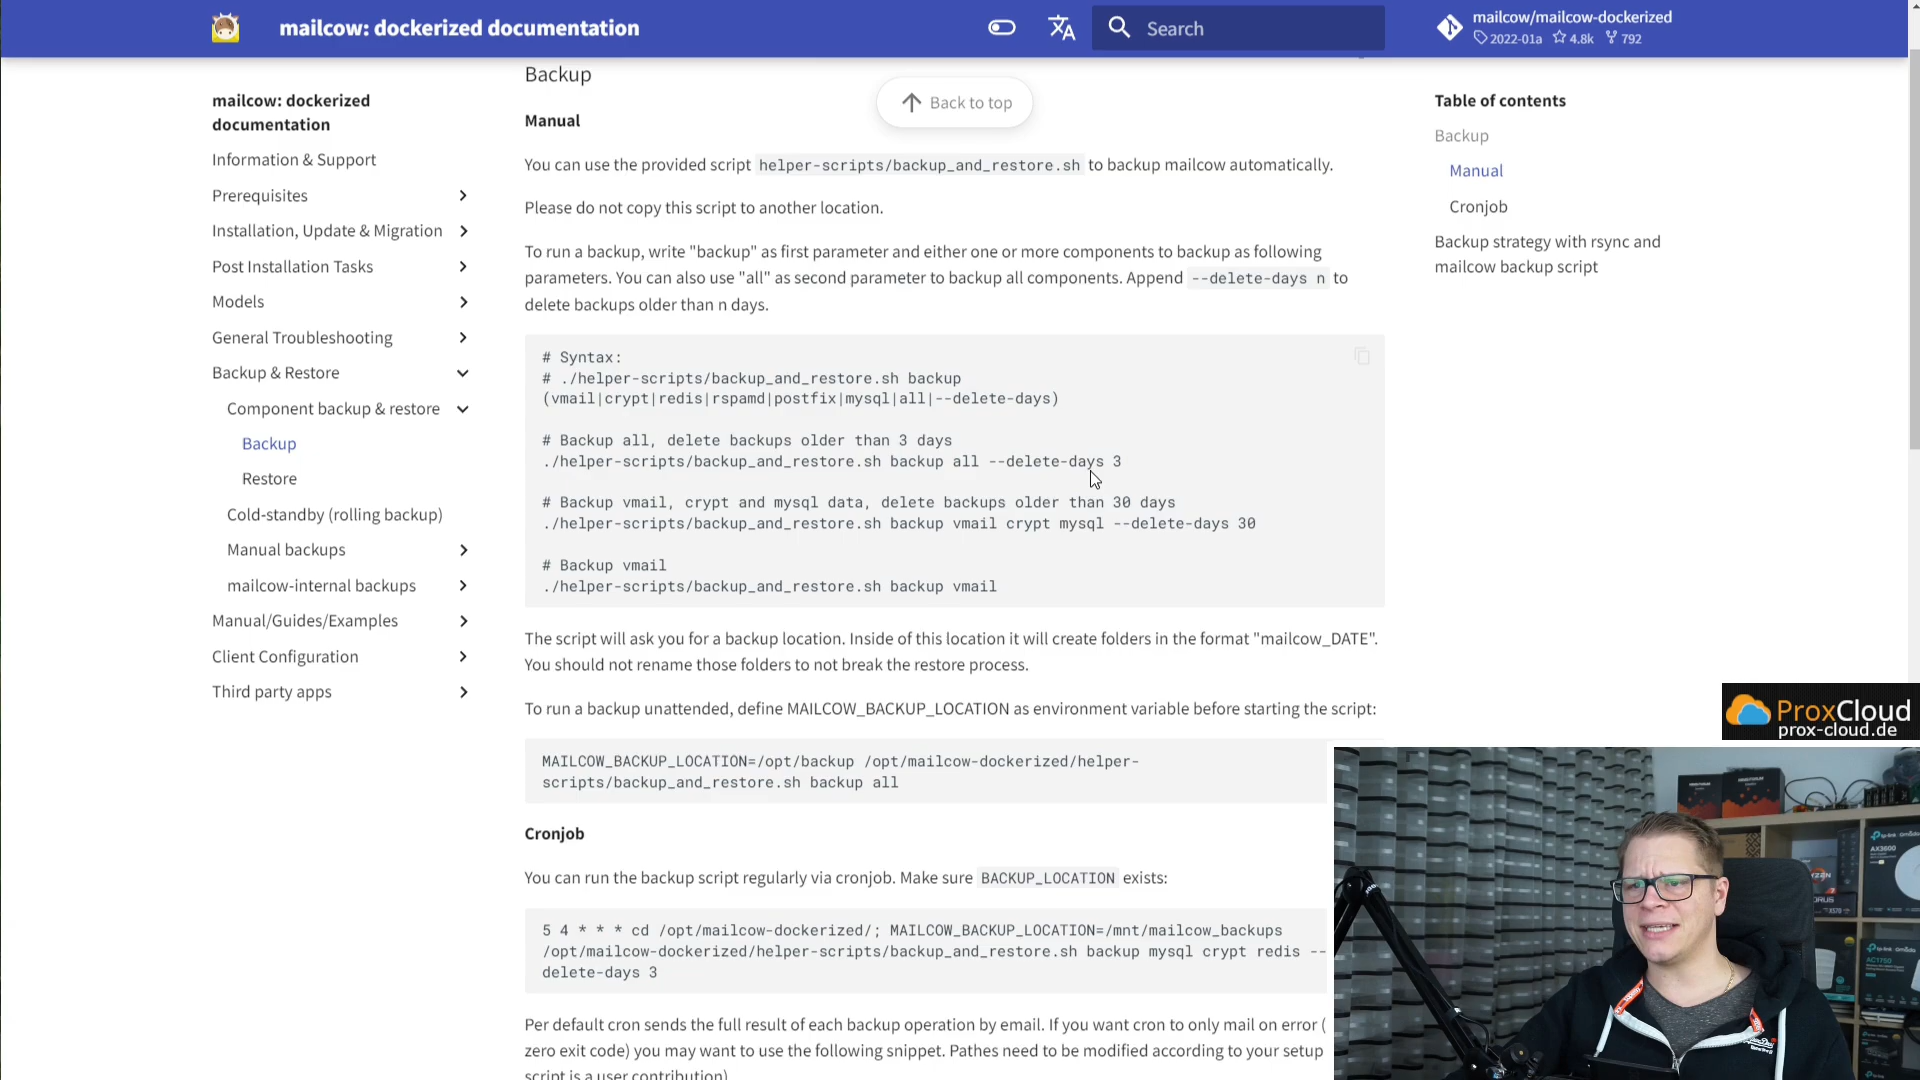 mailcow: dockerized documentation
Search
mailcow/mailcow-dockerized
2022-01a 4.8k 792
mailcow: dockerized
documentation
Information & Support
Prerequisites
Installation, Update & Migration
Post Installation Tasks
Models
General Troubleshooting
Backup & Restore
Component backup & restore
Backup
Restore
Cold-standby (rolling backup)
Manual backups
mailcow-internal backups
Manual/Guides/Examples
Client Configuration
Third party apps
Backup
Back to top
Manual
You can use the provided script helper-scripts/backup_and_restore.sh to backup mailcow automatically.
Please do not copy this script to another location.
To run a backup, write "backup" as first parameter and either one or more components to backup as following
parameters. You can also use "all" as second parameter to backup all components. Append --delete-days n to
delete backups older than n days.
# Syntax:
# ./helper-scripts/backup_and_restore.sh backup
(vmail|crypt|redis|rspamd|postfix|mysql|all|--delete-days)
# Backup all, delete backups older than 3 days
./helper-scripts/backup_and_restore.sh backup all --delete-days 3
# Backup vmail, crypt and mysql data, delete backups older than 30 days
./helper-scripts/backup_and_restore.sh backup vmail crypt mysql --delete-days 30
# Backup vmail
./helper-scripts/backup_and_restore.sh backup vmail
The script will ask you for a backup location. Inside of this location it will create folders in the format "mailcow_DATE".
You should not rename those folders to not break the restore process.
To run a backup unattended, define MAILCOW_BACKUP_LOCATION as environment variable before starting the script:
MAILCOW_BACKUP_LOCATION=/opt/backup /opt/mailcow-dockerized/helper-
scripts/backup_and_restore.sh backup all
Cronjob
You can run the backup script regularly via cronjob. Make sure BACKUP_LOCATION exists:
5 4 * * * cd /opt/mailcow-dockerized/; MAILCOW_BACKUP_LOCATION=/mnt/mailcow_backups
/opt/mailcow-dockerized/helper-scripts/backup_and_restore.sh backup mysql crypt redis --
delete-days 3
Per default cron sends the full result of each backup operation by email. If you want cron to only mail on error (
zero exit code) you may want to use the following snippet. Pathes need to be modified according to your setup
script is a user contribution)
Table of contents
Backup
Manual
Cronjob
Backup strategy with rsync and
mailcow backup script
ProxCloud
prox-cloud.de
tp-link
AX3600
tp-link
AC1750